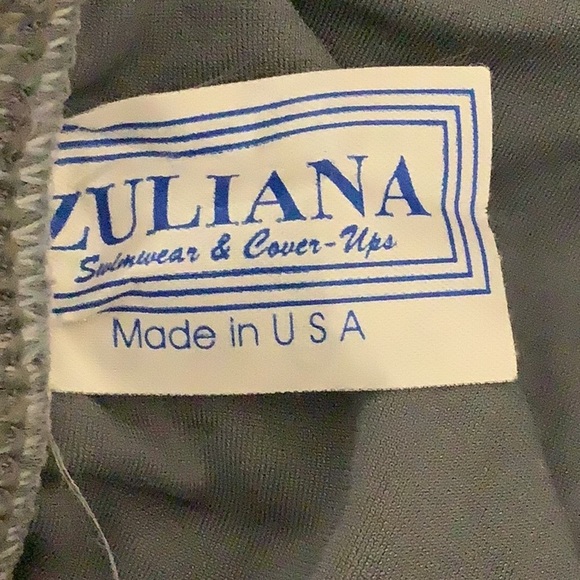 ZULIANA
Swimwear & Cover-Ups
Made in U S A